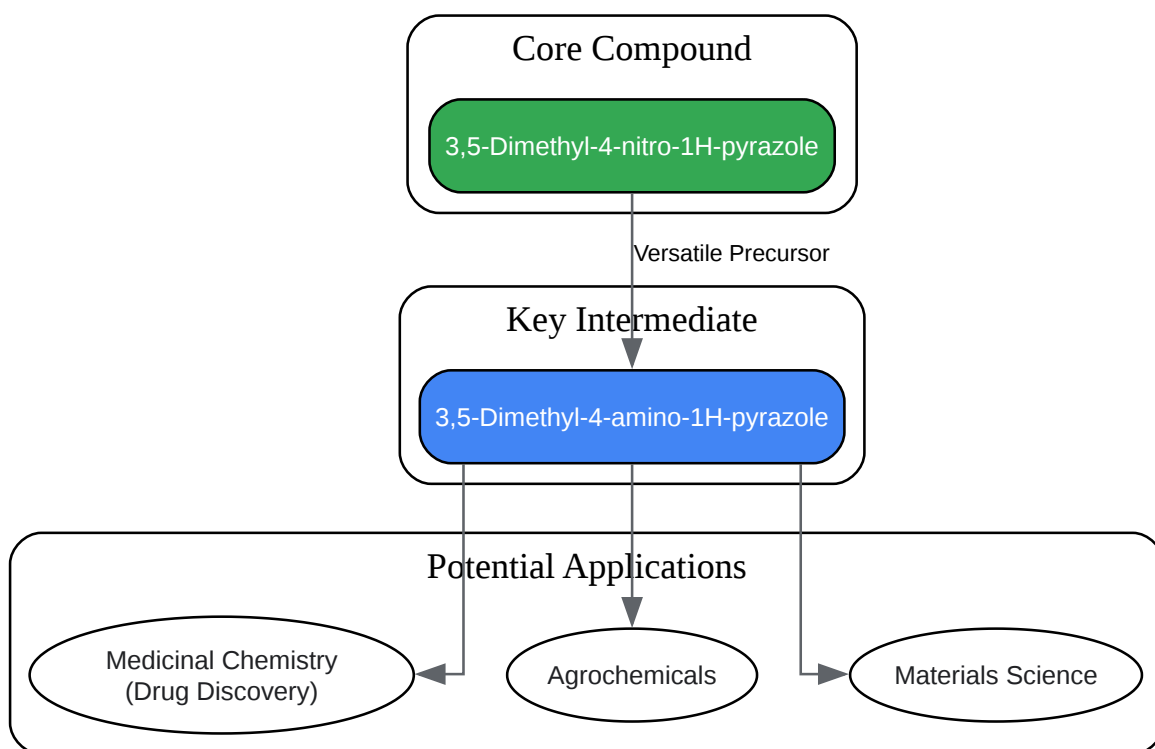 Core Compound
3,5-Dimethyl-4-nitro-1H-pyrazole
Versatile Precursor
Key Intermediate
3,5-Dimethyl-4-amino-1H-pyrazole
Potential Applications
Medicinal Chemistry
(Drug Discovery)
Agrochemicals
Materials Science